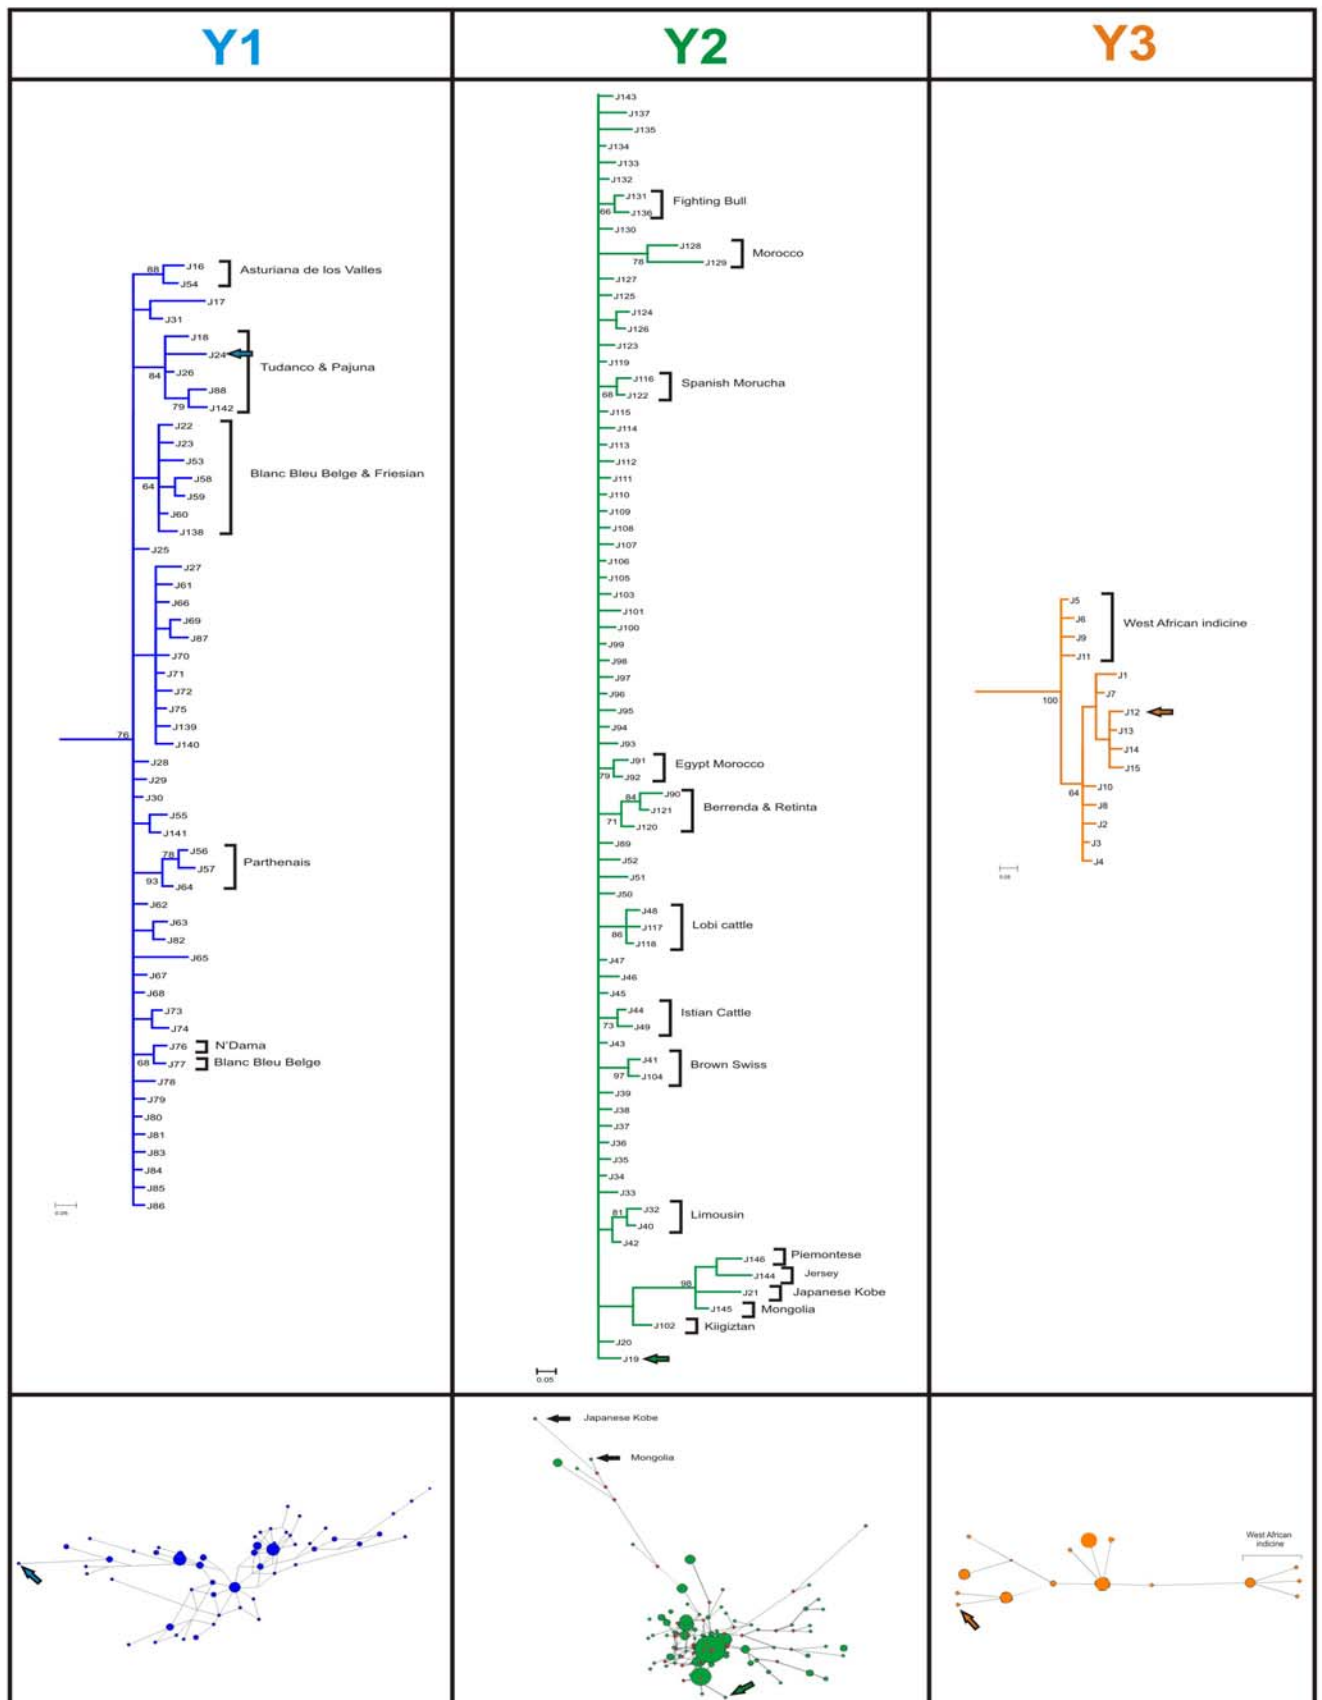 Y1
Y2
Y3
J16
88
Asturiana de los Valles
J54
J17
J31
J18
J24
Tudanco & Pajuna
84
J26
J88
79
J142
J22
J23
J53
Blanc Bleu Belge & Friesian
J58
64
J59
J60
J138
J25
J27
J61
J66
J69
J87
J70
J71
J72
J75
J139
76
J140
J28
J29
J30
J55
J141
78
J56
Parthenais
J57
93
J64
J62
J63
J82
J65
J67
J68
J73
J74
J76
N'Dama
68
J77
Blanc Bleu Belge
J78
J79
J80
J81
J83
J84
J85
J86
0.05
J143
J137
J135
J134
J133
J132
J131
Fighting Bull
66
J136
J130
J128
Morocco
78
J129
J127
J125
J124
J126
J123
J119
J116
Spanish Morucha
68
J122
J115
J114
J113
J112
J111
J110
J109
J108
J107
J106
J105
J103
J101
J100
J99
J98
J97
J96
J95
J94
J93
J91
Egypt Morocco
79
J92
84
J90
Berrenda & Retinta
J121
71
J120
J89
J52
J51
J50
J48
Lobi cattle
86
J117
J118
J47
J46
J45
J44
Istian Cattle
73
J49
J43
J41
Brown Swiss
97
J104
J39
J38
J37
J36
J35
J34
J33
81
J32
Limousin
J40
J42
J146
Piemontese
J144
Jersey
98
J21
Japanese Kobe
J145
Mongolia
J102
Kiigiztan
J20
J19
0.05
J5
J6
West African indicine
J9
J11
J1
J7
100
J12
J13
J14
J15
64
J10
J8
J2
J3
J4
0.05
Japanese Kobe
Mongolia
West African
indicine